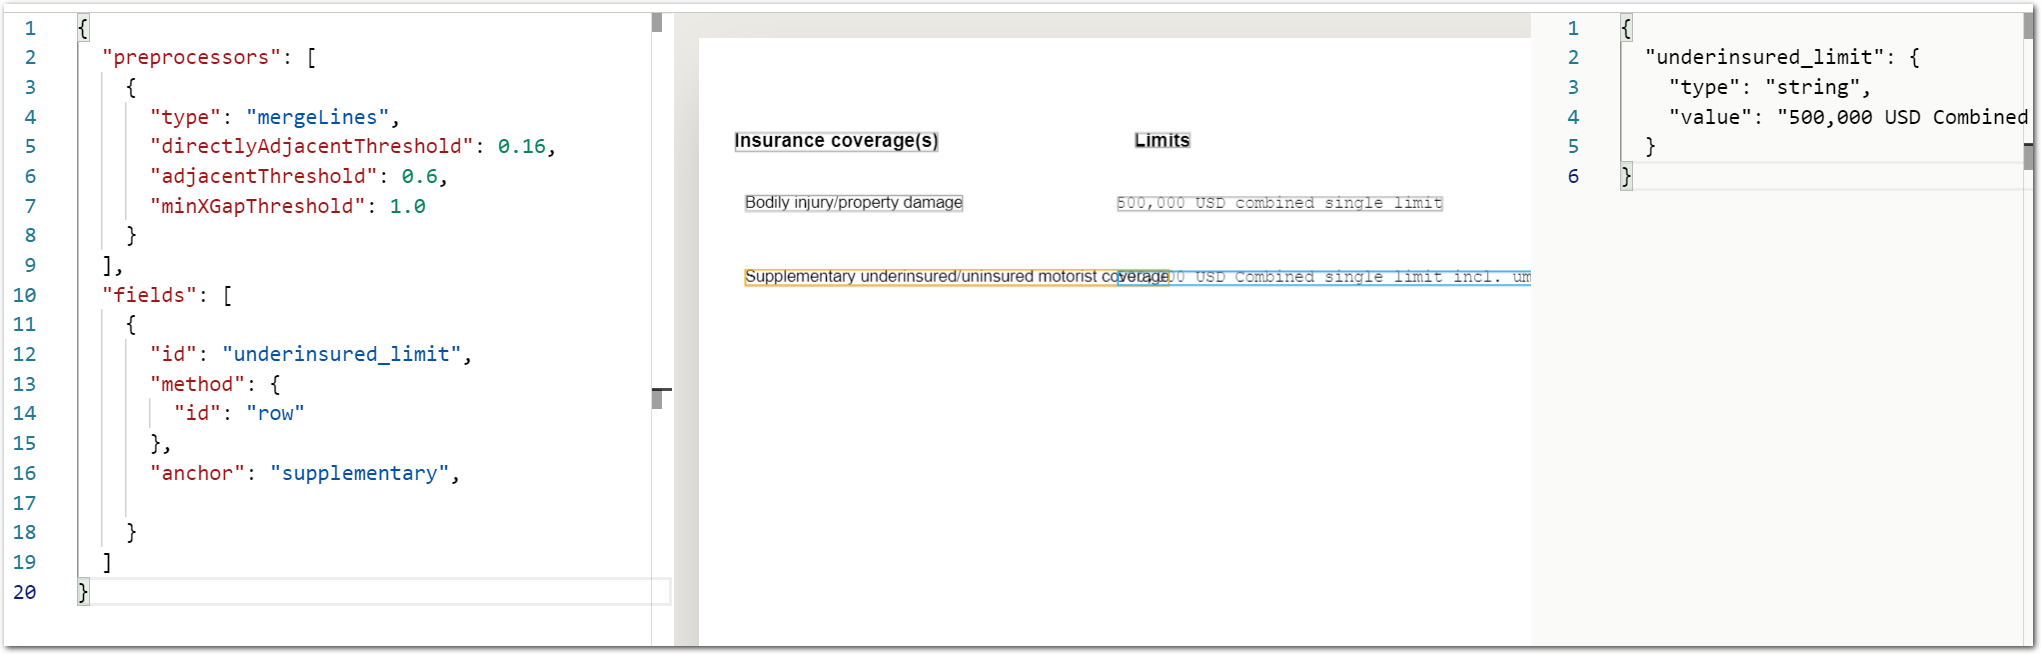 1 {
2 "preprocessors": [
3 {
4 "type": "mergeLines",
5 "directlyAdjacentThreshold": 0.16,
6 "adjacentThreshold": 0.6,
7 "minXGapThreshold": 1.0
8 }
9 ],
10 "fields": [
11 {
12 "id": "underinsured_limit",
13 "method": {
14 "id": "row"
15 },
16 "anchor": "supplementary",
17
18 }
19 ]
20 }
Insurance coverage(s) Limits
Bodily injury/property damage 500,000 USD combined single limit
Supplementary underinsured/uninsured motorist coverage USD Combined single limit incl. um
1 {
2 "underinsured_limit": {
3 "type": "string",
4 "value": "500,000 USD Combined
5 }
6 }